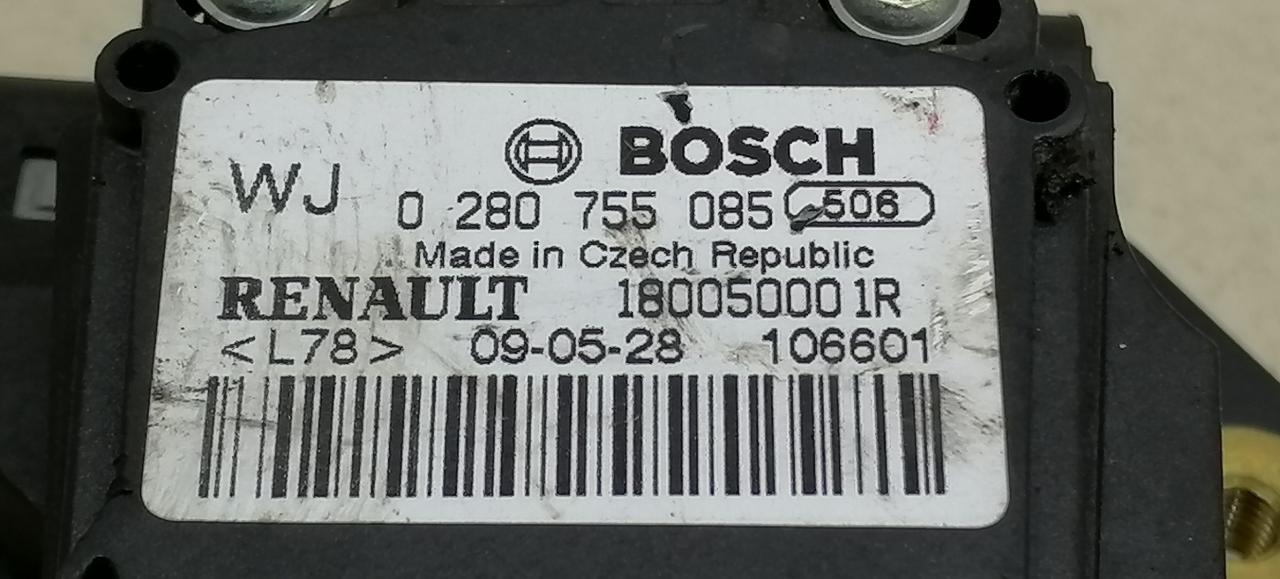 BOSCH
WJ 0 280 755 085 506
Made in Czech Republic
RENAULT 180050001R
<L78> 09-05-28 106601